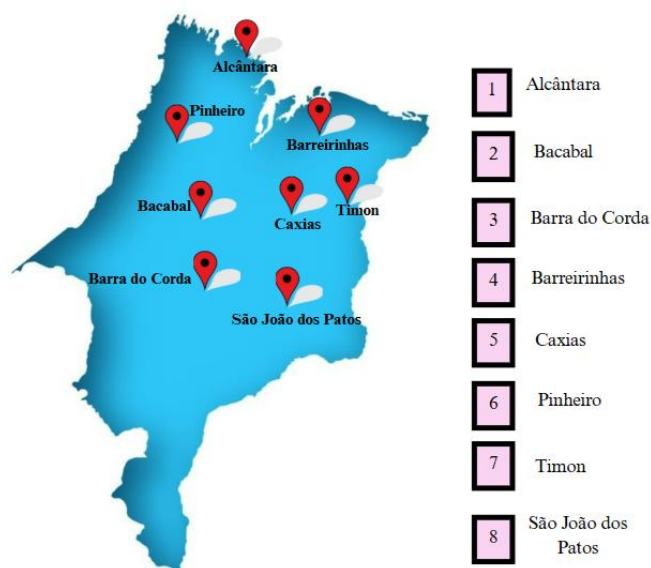 Alcântara
Pinheiro
Barreirinhas
Bacabal
Caxias
Timon
Barra do Corda
São João dos Patos
1 Alcântara
2 Bacabal
3 Barra do Corda
4 Barreirinhas
5 Caxias
6 Pinheiro
7 Timon
8 São João dos
Patos